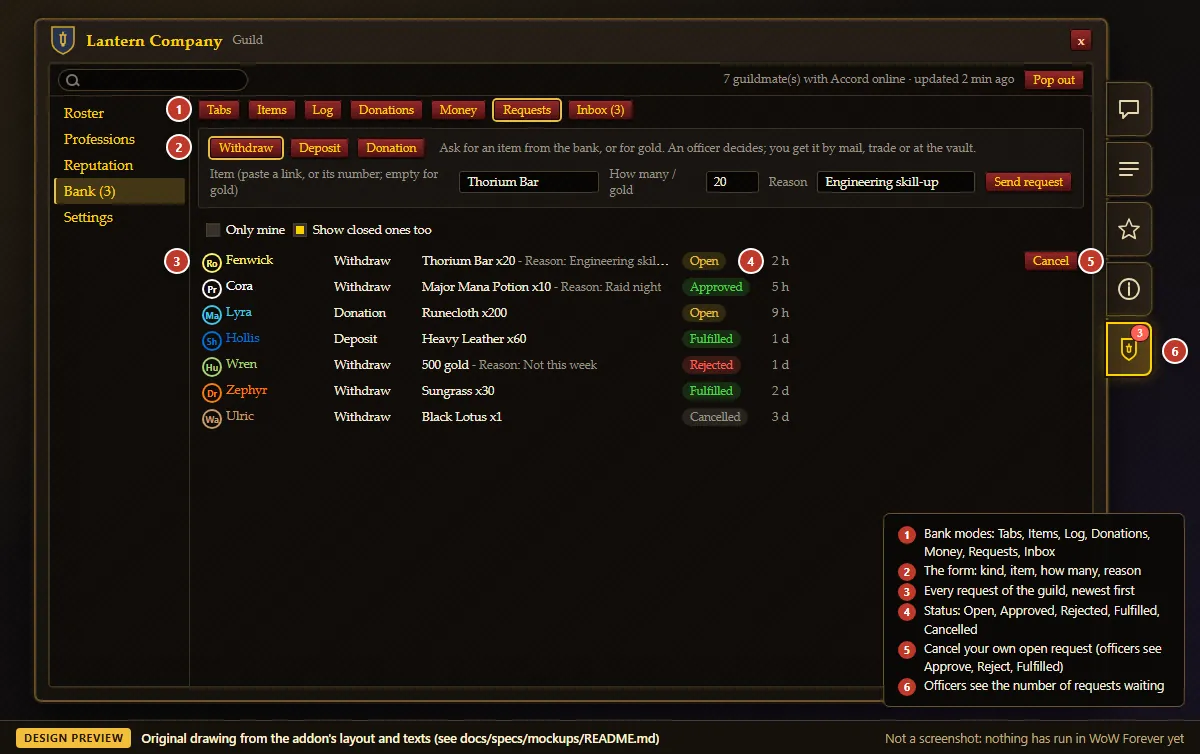 Lantern Company Guild
x
7 guildmate(s) with Accord online · updated 2 min ago Pop out
Roster
Professions
Reputation
Bank (3)
Settings
1 Tabs Items Log Donations Money Requests Inbox (3)
2 Withdraw Deposit Donation Ask for an item from the bank, or for gold. An officer decides; you get it by mail, trade or at the vault.
Item (paste a link, or its number; empty for
gold)
Thorium Bar
How many /
gold
20 Reason Engineering skill-up Send request
Only mine Show closed ones too
3 Ro Fenwick Withdraw Thorium Bar x20 - Reason: Engineering skil... Open 4 2 h Cancel 5
Pr Cora Withdraw Major Mana Potion x10 - Reason: Raid night Approved 5 h
Ma Lyra Donation Runecloth x200 Open 9 h
Sh Hollis Deposit Heavy Leather x60 Fulfilled 1 d
Hu Wren Withdraw 500 gold - Reason: Not this week Rejected 1 d
Dr Zephyr Withdraw Sungrass x30 Fulfilled 2 d
Wa Ulric Withdraw Black Lotus x1 Cancelled 3 d
3
6
1 Bank modes: Tabs, Items, Log, Donations,
Money, Requests, Inbox
2 The form: kind, item, how many, reason
3 Every request of the guild, newest first
4 Status: Open, Approved, Rejected, Fulfilled,
Cancelled
5 Cancel your own open request (officers see
Approve, Reject, Fulfilled)
6 Officers see the number of requests waiting
DESIGN PREVIEW Original drawing from the addon's layout and texts (see docs/specs/mockups/README.md)
Not a screenshot: nothing has run in WoW Forever yet